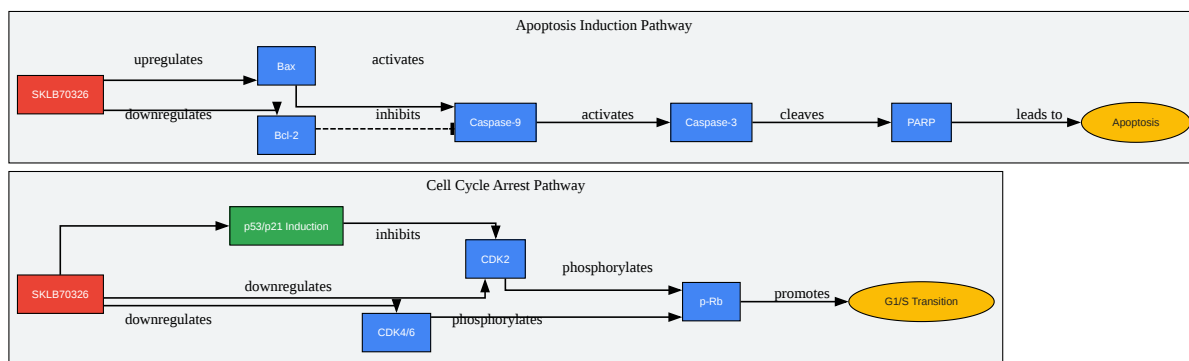 Apoptosis Induction Pathway
upregulates
Bax
activates
SKLB70326
downregulates
Bcl-2
inhibits
Caspase-9
activates
Caspase-3
cleaves
PARP
leads to
Apoptosis
Cell Cycle Arrest Pathway
p53/p21 Induction
inhibits
CDK2
phosphorylates
SKLB70326
downregulates
downregulates
CDK4/6
phosphorylates
p-Rb
promotes
G1/S Transition